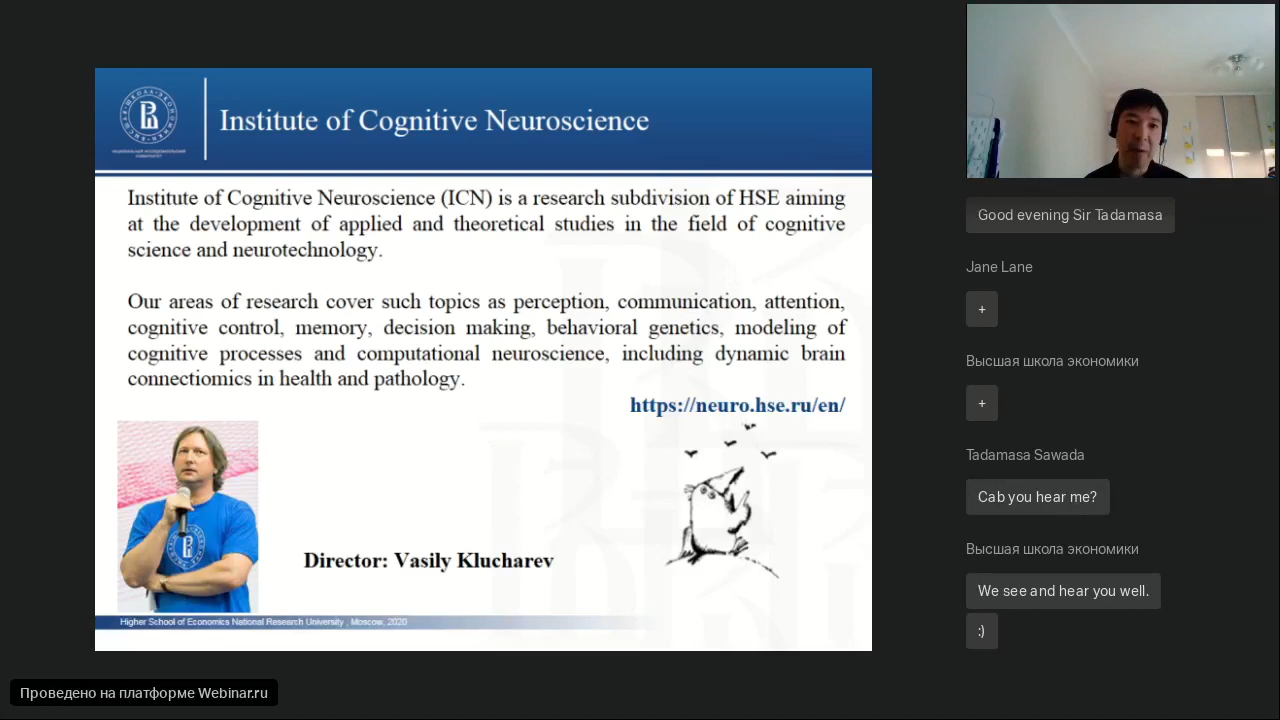 Institute of Cognitive Neuroscience
НАЦИОНАЛЬНЫЙ ИССЛЕДОВАТЕЛЬСКИЙ
УНИВЕРСИТЕТ
Institute of Cognitive Neuroscience (ICN) is a research subdivision of HSE aiming
at the development of applied and theoretical studies in the field of cognitive
science and neurotechnology.
Our areas of research cover such topics as perception, communication, attention,
cognitive control, memory, decision making, behavioral genetics, modeling of
cognitive processes and computational neuroscience, including dynamic brain
connectiomics in health and pathology.
https://neuro.hse.ru/en/
Director: Vasily Klucharev
Higher School of Economics National Research University , Moscow, 2020
Проведено на платформе Webinar.ru
Good evening Sir Tadamasa
Jane Lane
+
Высшая школа экономики
+
Tadamasa Sawada
Cab you hear me?
Высшая школа экономики
We see and hear you well.
:)